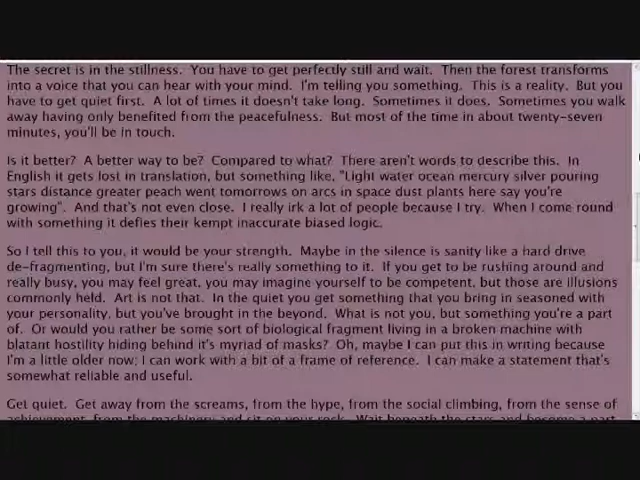 The secret is in the stillness.  You have to get perfectly still and wait.  Then the forest transforms
into a voice that you can hear with your mind.  I'm telling you something.  This is a reality.  But you
have to get quiet first.  A lot of times it doesn't take long.  Sometimes it does.  Sometimes you walk
away having only benefited from the peacefulness.  But most of the time in about twenty-seven
minutes, you'll be in touch.
Is it better?  A better way to be?  Compared to what?  There aren't words to describe this.  In
English it gets lost in translation, but something like, "Light water ocean mercury silver pouring
stars distance greater peach went tomorrows on arcs in space dust plants here say you're
growing".  And that's not even close.  I really irk a lot of people because I try.  When I come round
with something it defies their kempt inaccurate biased logic.
So I tell this to you, it would be your strength.  Maybe in the silence is sanity like a hard drive
de-fragmenting, but I'm sure there's really something to it.  If you get to be rushing around and
really busy, you may feel great, you may imagine yourself to be competent, but those are illusions
commonly held.  Art is not that.  In the quiet you get something that you bring in seasoned with
your personality, but you've brought in the beyond.  What is not you, but something you're a part
of.  Or would you rather be some sort of biological fragment living in a broken machine with
blatant hostility hiding behind it's myriad of masks?  Oh, maybe I can put this in writing because
I'm a little older now; I can work with a bit of a frame of reference.  I can make a statement that's
somewhat reliable and useful.
Get quiet.  Get away from the screams, from the hype, from the social climbing, from the sense of
achievement, from the machinery and sit on your rock.  Wait beneath the stars and become a part